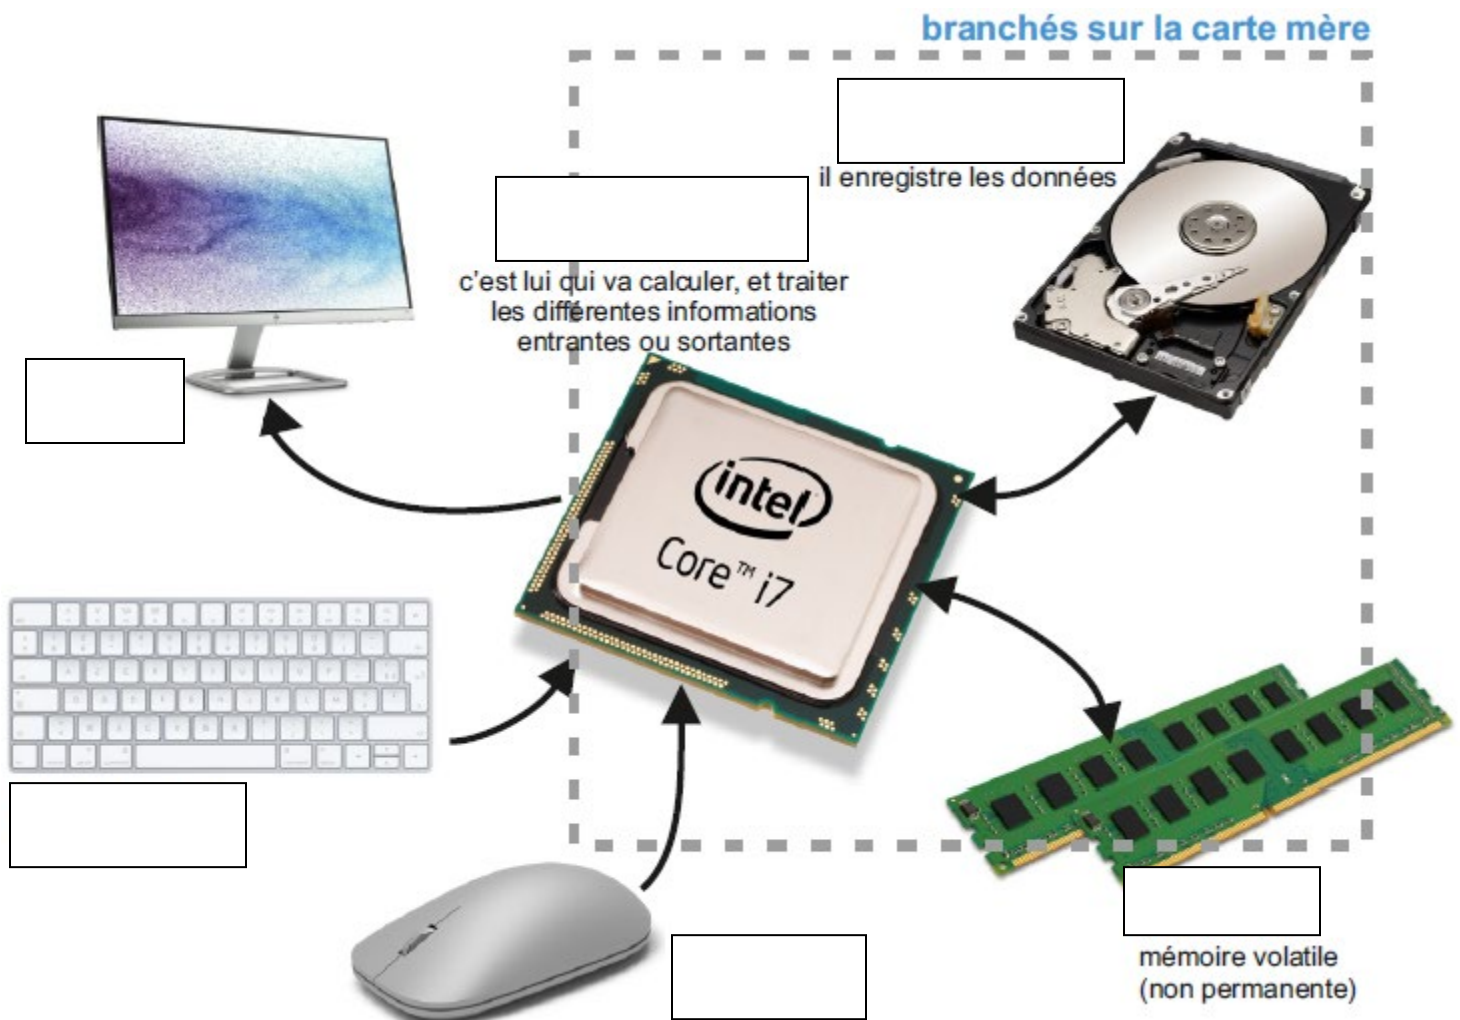 branchés sur la carte mère
il enregistre les données
c'est lui qui va calculer, et traiter
les différentes informations
entrantes ou sortantes
intel
Core™ i7
mémoire volatile
(non permanente)